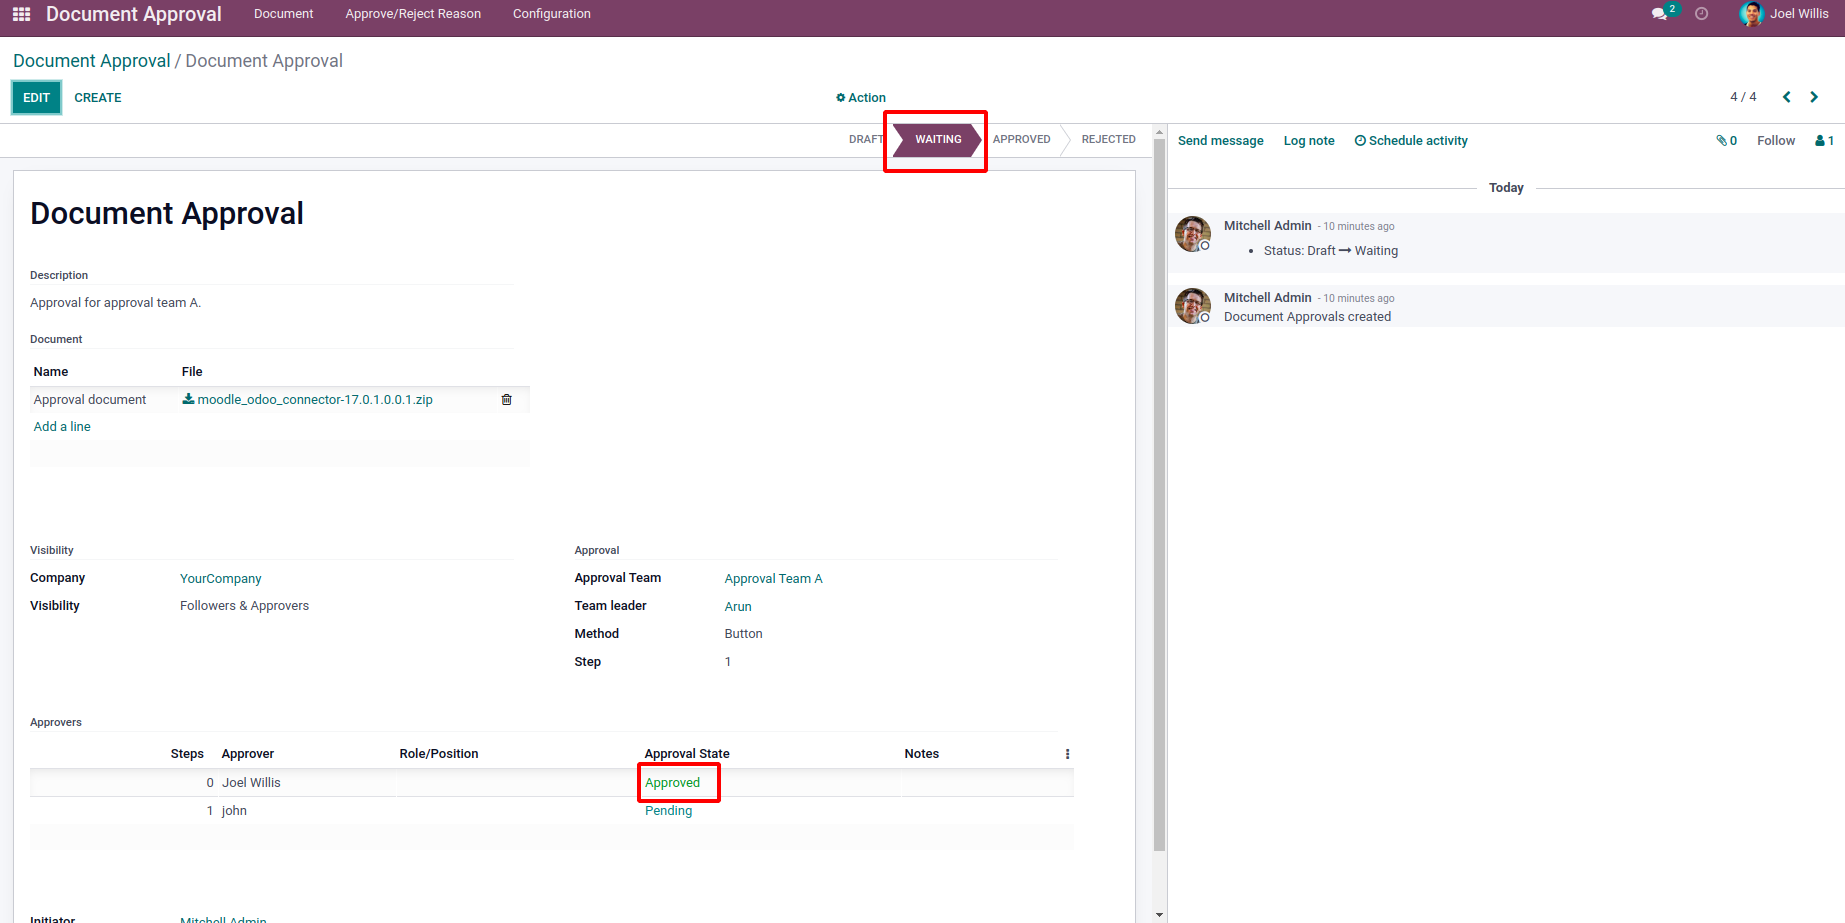 Document Approval Document Approve/Reject Reason Configuration 2 Joel Willis
Document Approval / Document Approval
EDIT CREATE Action 4 / 4
DRAFT WAITING APPROVED REJECTED
Send message Log note Schedule activity 0 Follow 1
Document Approval
Description
Approval for approval team A.
Document
Name File
Approval document moodle_odoo_connector-17.0.1.0.0.1.zip
Add a line
Visibility
Company YourCompany
Visibility Followers & Approvers
Approval
Approval Team Approval Team A
Team leader Arun
Method Button
Step 1
Approvers
Steps Approver Role/Position Approval State Notes
0 Joel Willis Approved
1 john Pending
Initiator Mitchell Admin
Today
Mitchell Admin - 10 minutes ago
• Status: Draft → Waiting
Mitchell Admin - 10 minutes ago
Document Approvals created